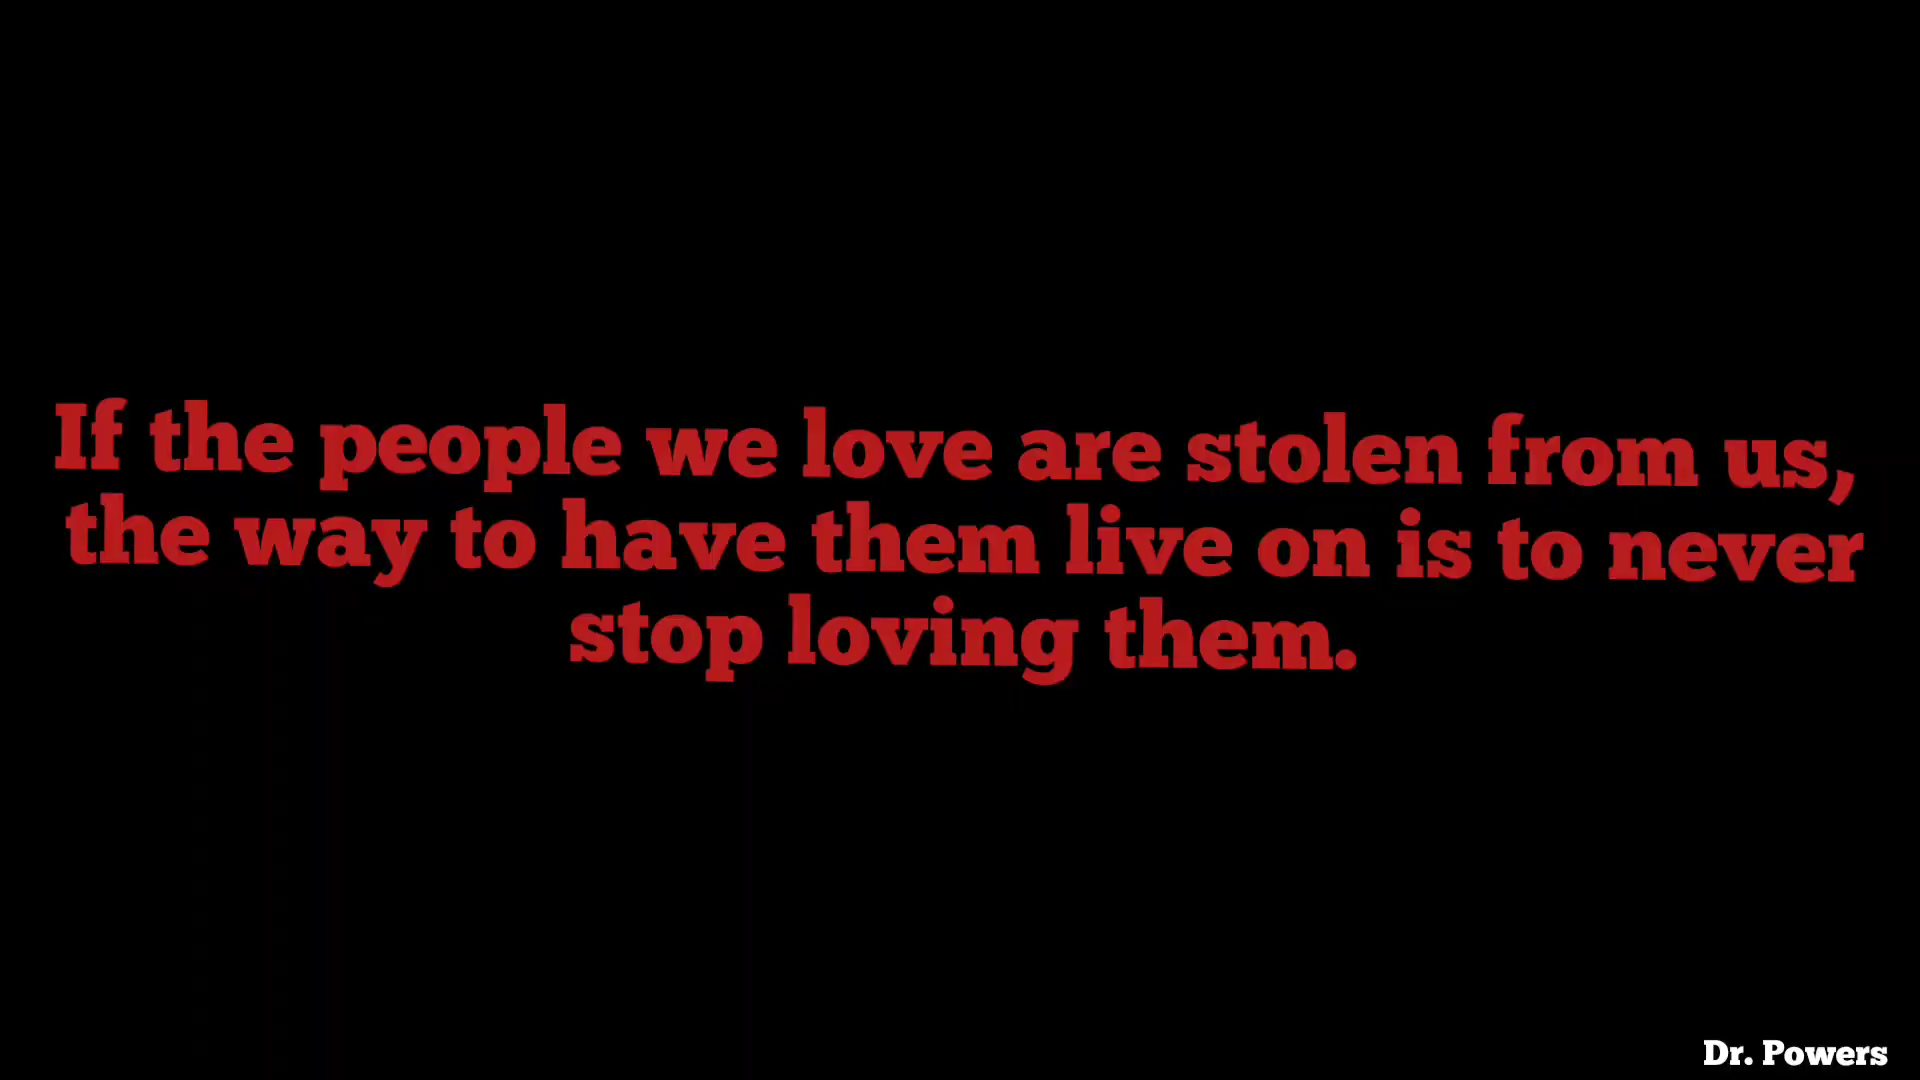 If the people we love are stolen from us,
the way to have them live on is to never
stop loving them.
Dr. Powers